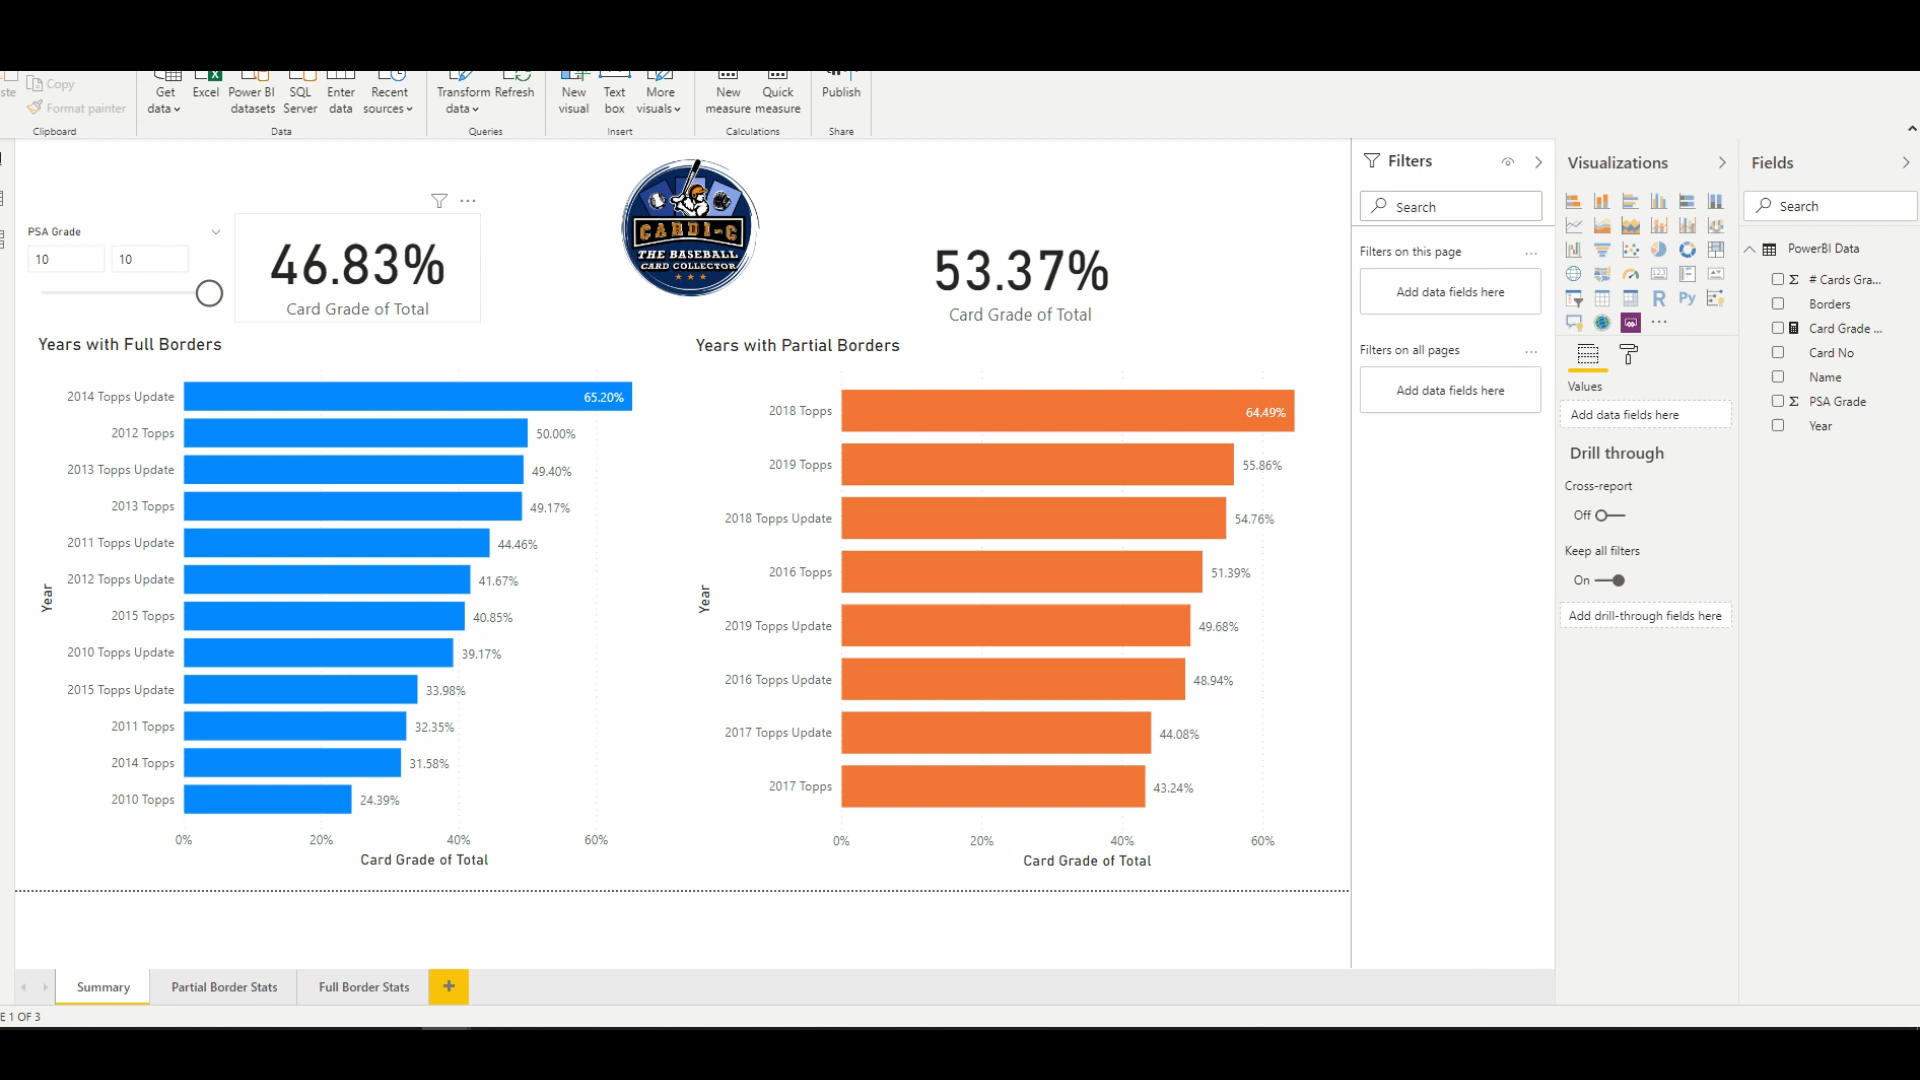 ste
Copy
Format painter
Clipboard
Get data
Excel
Power BI datasets
SQL Server
Enter data
Recent sources
Data
Transform data
Refresh
Queries
New visual
Text box
More visuals
Insert
New measure
Quick measure
Calculations
Publish
Share
PSA Grade
10
10
46.83%
Card Grade of Total
CARDI-C
THE BASEBALL
CARD COLLECTOR
53.37%
Card Grade of Total
Years with Full Borders
Year
2014 Topps Update 65.20%
2012 Topps 50.00%
2013 Topps Update 49.40%
2013 Topps 49.17%
2011 Topps Update 44.46%
2012 Topps Update 41.67%
2015 Topps 40.85%
2010 Topps Update 39.17%
2015 Topps Update 33.98%
2011 Topps 32.35%
2014 Topps 31.58%
2010 Topps 24.39%
0% 20% 40% 60%
Card Grade of Total
Years with Partial Borders
Year
2018 Topps 64.49%
2019 Topps 55.86%
2018 Topps Update 54.76%
2016 Topps 51.39%
2019 Topps Update 49.68%
2016 Topps Update 48.94%
2017 Topps Update 44.08%
2017 Topps 43.24%
0% 20% 40% 60%
Card Grade of Total
Filters
Search
Filters on this page
Add data fields here
Filters on all pages
Add data fields here
Visualizations
R
Py
Values
Add data fields here
Drill through
Cross-report
Off
Keep all filters
On
Add drill-through fields here
Fields
Search
PowerBI Data
Σ # Cards Gra...
Borders
Card Grade ...
Card No
Name
Σ PSA Grade
Year
Summary
Partial Border Stats
Full Border Stats
+
E 1 OF 3